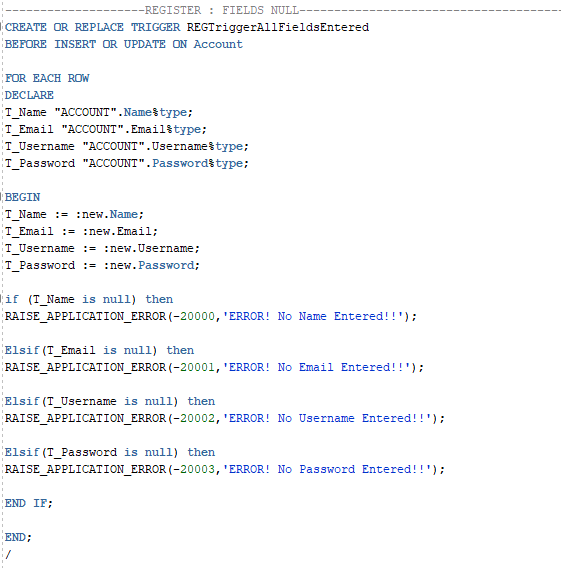 --------------------REGISTER : FIELDS NULL--------------------------------------
CREATE OR REPLACE TRIGGER REGTriggerAllFieldsEntered
BEFORE INSERT OR UPDATE ON Account
FOR EACH ROW
DECLARE
T_Name "ACCOUNT".Name%type;
T_Email "ACCOUNT".Email%type;
T_Username "ACCOUNT".Username%type;
T_Password "ACCOUNT".Password%type;
BEGIN
T_Name := :new.Name;
T_Email := :new.Email;
T_Username := :new.Username;
T_Password := :new.Password;
if (T_Name is null) then
RAISE_APPLICATION_ERROR(-20000,'ERROR! No Name Entered!!');
Elsif(T_Email is null) then
RAISE_APPLICATION_ERROR(-20001,'ERROR! No Email Entered!!');
Elsif(T_Username is null) then
RAISE_APPLICATION_ERROR(-20002,'ERROR! No Username Entered!!');
Elsif(T_Password is null) then
RAISE_APPLICATION_ERROR(-20003,'ERROR! No Password Entered!!');
END IF;
END;
/